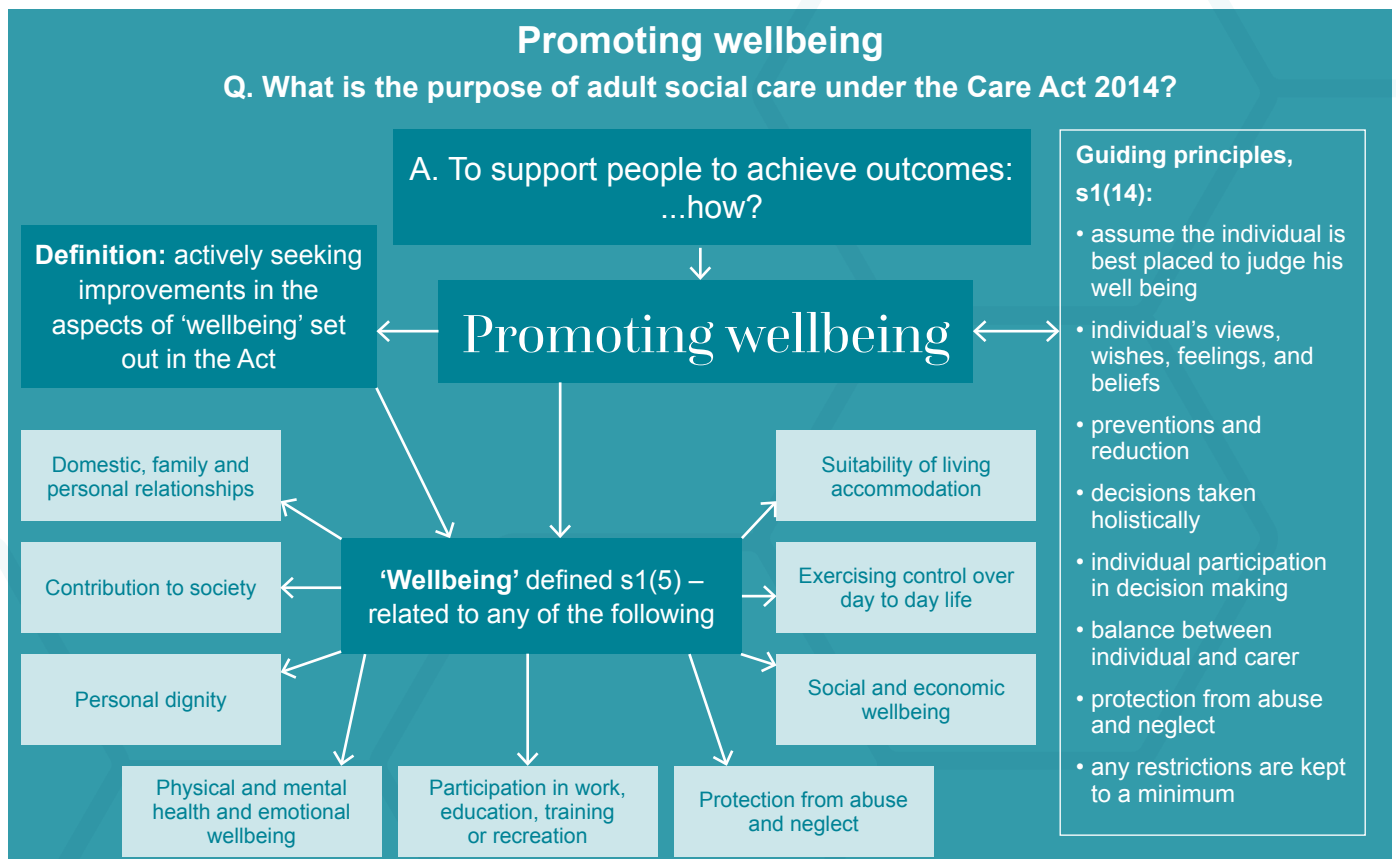 Promoting wellbeing
Q. What is the purpose of adult social care under the Care Act 2014?
A. To support people to achieve outcomes:
...how?
Definition: actively seeking
improvements in the
aspects of ‘wellbeing’ set
out in the Act
Promoting wellbeing
Domestic, family and
personal relationships
Contribution to society
Personal dignity
‘Wellbeing’ defined s1(5) –
related to any of the following
Suitability of living
accommodation
Exercising control over
day to day life
Social and economic
wellbeing
Physical and mental
health and emotional
wellbeing
Participation in work,
education, training
or recreation
Protection from abuse
and neglect
Guiding principles,
s1(14):
• assume the individual is
best placed to judge his
well being
• individual’s views,
wishes, feelings, and
beliefs
• preventions and
reduction
• decisions taken
holistically
• individual participation
in decision making
• balance between
individual and carer
• protection from abuse
and neglect
• any restrictions are kept
to a minimum